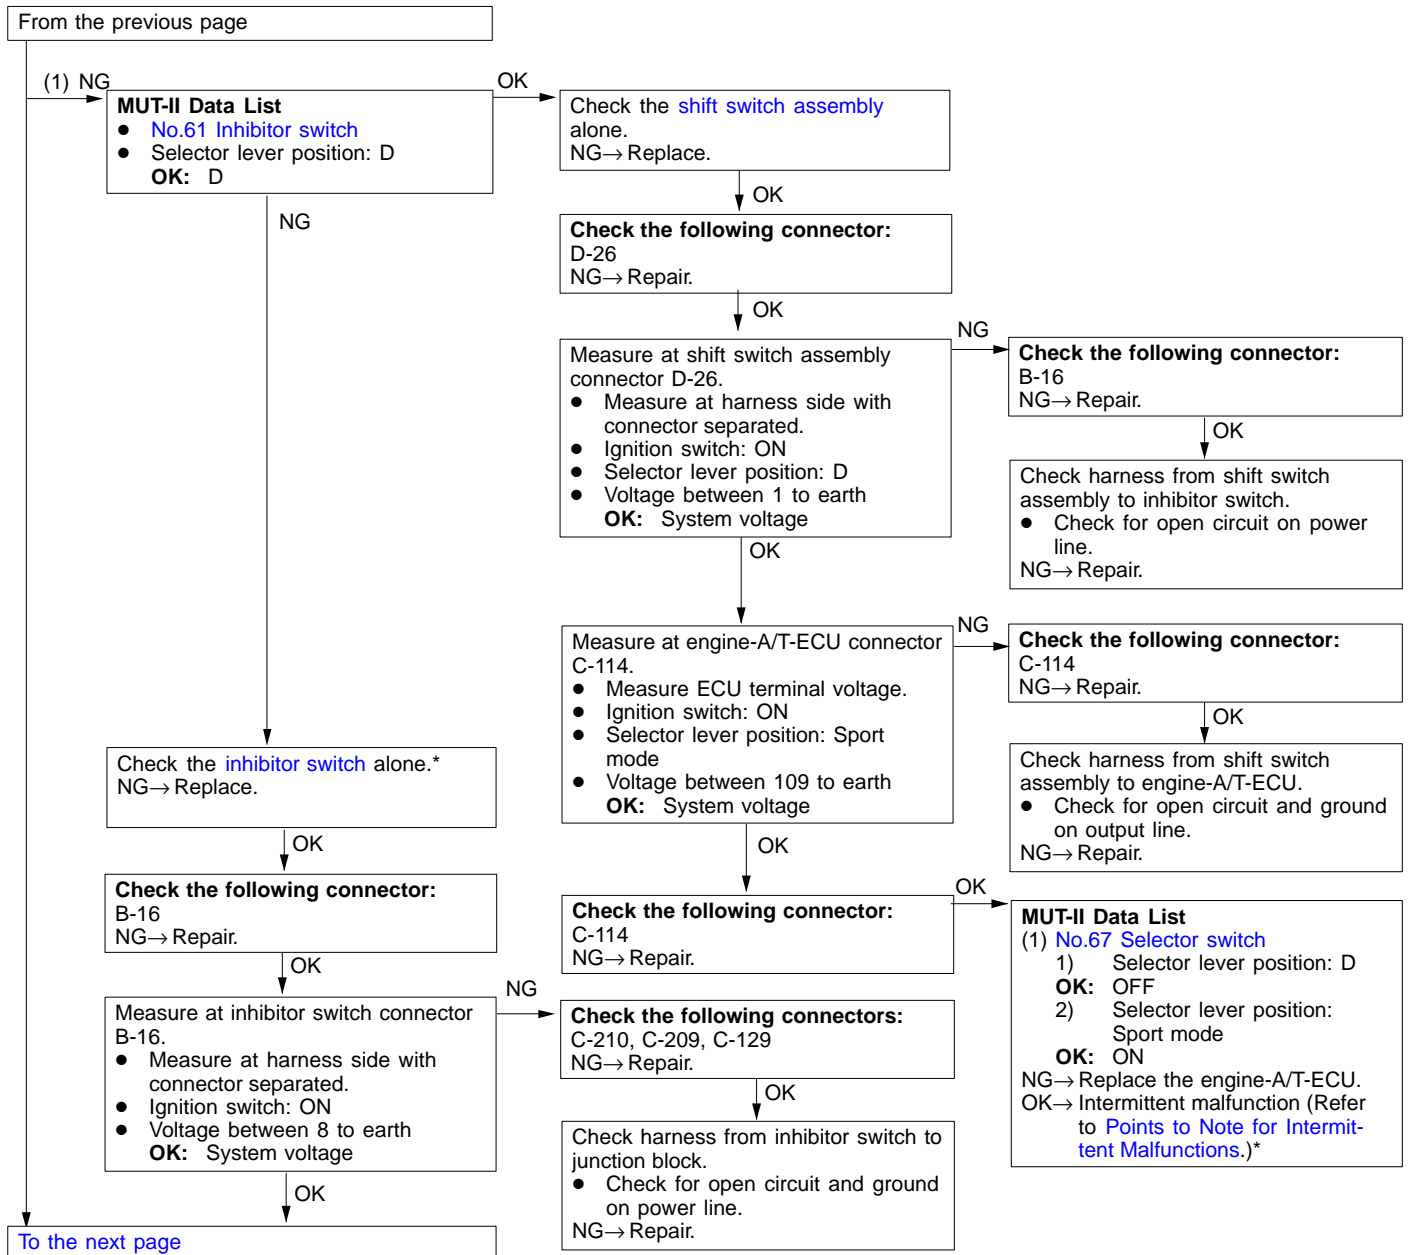 From the previous page
(1) NG
MUT-II Data List
● No.61 Inhibitor switch
● Selector lever position: D
OK: D
OK
Check the shift switch assembly
alone.
NG→Replace.
OK
NG
Check the following connector:
D-26
NG→Repair.
OK
Measure at shift switch assembly
connector D-26.
● Measure at harness side with
connector separated.
● Ignition switch: ON
● Selector lever position: D
● Voltage between 1 to earth
OK: System voltage
NG
Check the following connector:
B-16
NG→Repair.
OK
Check harness from shift switch
assembly to inhibitor switch.
● Check for open circuit on power
line.
NG→Repair.
OK
Measure at engine-A/T-ECU connector
C-114.
● Measure ECU terminal voltage.
● Ignition switch: ON
● Selector lever position: Sport
mode
● Voltage between 109 to earth
OK: System voltage
NG
Check the following connector:
C-114
NG→Repair.
OK
Check harness from shift switch
assembly to engine-A/T-ECU.
● Check for open circuit and ground
on output line.
NG→Repair.
Check the inhibitor switch alone.*
NG→Replace.
OK
OK
Check the following connector:
B-16
NG→Repair.
OK
Check the following connector:
C-114
NG→Repair.
OK
MUT-II Data List
(1) No.67 Selector switch
1) Selector lever position: D
OK: OFF
2) Selector lever position:
Sport mode
OK: ON
NG→Replace the engine-A/T-ECU.
OK→Intermittent malfunction (Refer
to Points to Note for Intermit-
tent Malfunctions.)*
Measure at inhibitor switch connector
B-16.
● Measure at harness side with
connector separated.
● Ignition switch: ON
● Voltage between 8 to earth
OK: System voltage
NG
Check the following connectors:
C-210, C-209, C-129
NG→Repair.
OK
Check harness from inhibitor switch to
junction block.
● Check for open circuit and ground
on power line.
NG→Repair.
OK
To the next page